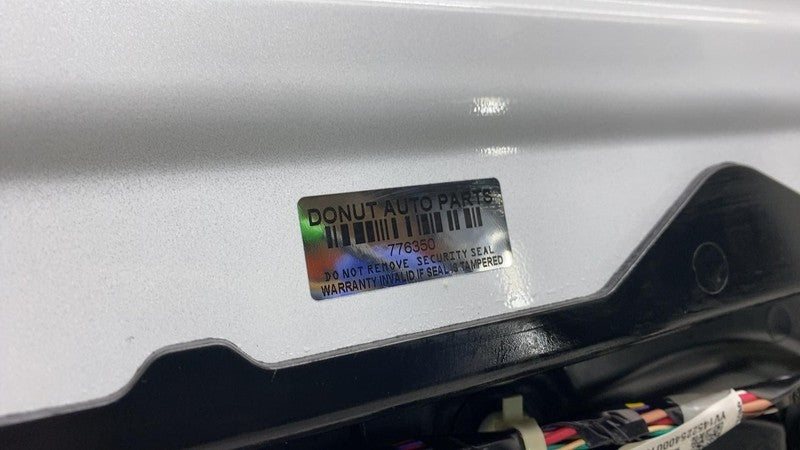 DONUT AUTO PARTS
776350
DO NOT REMOVE SECURITY SEAL
WARRANTY INVALID IF SEAL IS TAMPERED